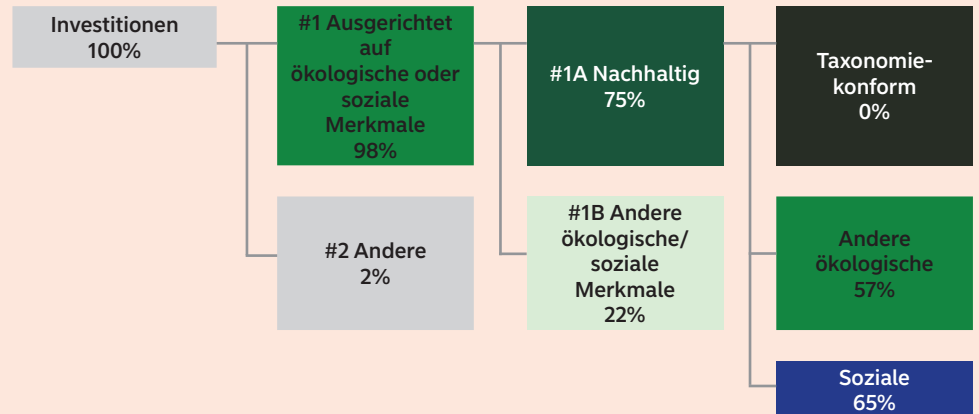 Investitionen
100%
#1 Ausgerichtet
auf
ökologische oder
soziale
Merkmale
98%
#2 Andere
2%
#1A Nachhaltig
75%
#1B Andere
ökologische/
soziale
Merkmale
22%
Taxonomie-
konform
0%
Andere
ökologische
57%
Soziale
65%